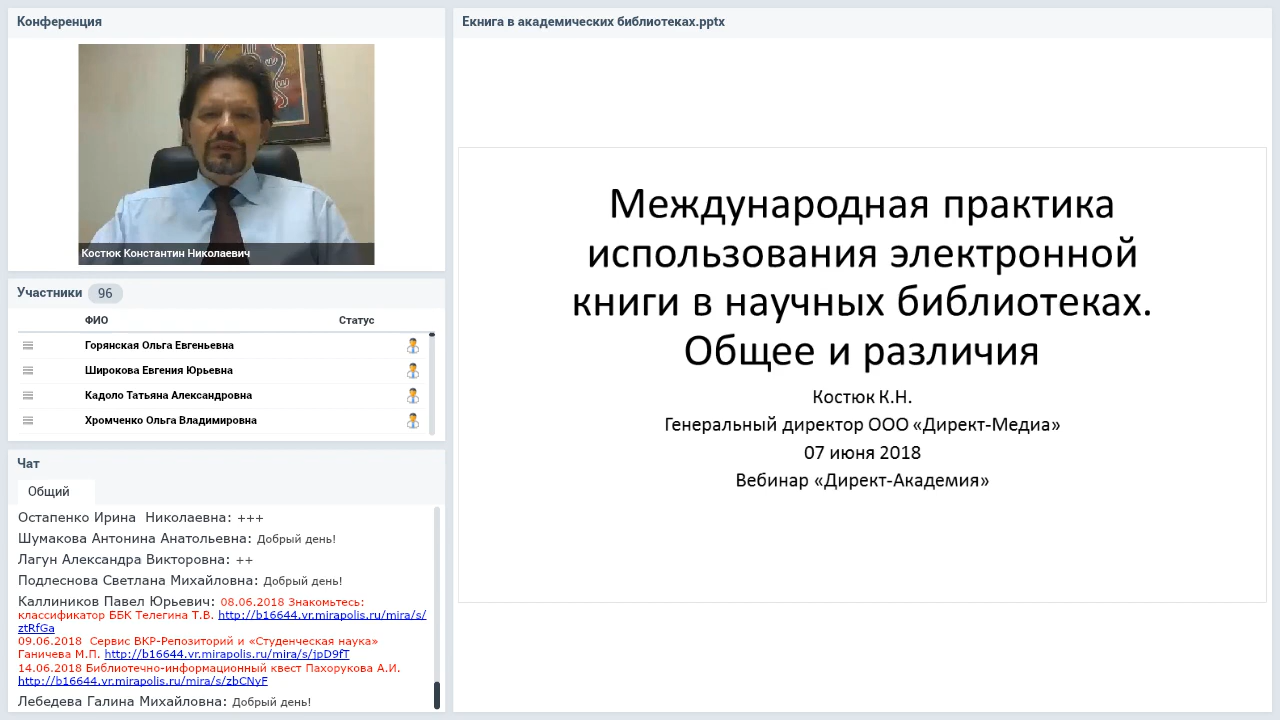 Конференция
Костюк Константин Николаевич
Участники 96
ФИО Статус
Горянская Ольга Евгеньевна
Широкова Евгения Юрьевна
Кадоло Татьяна Александровна
Хромченко Ольга Владимировна
Чат
Общий
Остапенко Ирина  Николаевна: +++
Шумакова Антонина Анатольевна: Добрый день!
Лагун Александра Викторовна: ++
Подлеснова Светлана Михайловна: Добрый день!
Каллиников Павел Юрьевич: 08.06.2018 Знакомьтесь:
классификатор ББК Телегина Т.В. http://b16644.vr.mirapolis.ru/mira/s/
ztRfGa
09.06.2018  Сервис ВКР-Репозиторий и «Студенческая наука»
Ганичева М.П. http://b16644.vr.mirapolis.ru/mira/s/jpD9fT
14.06.2018 Библиотечно-информационный квест Пахорукова А.И.
http://b16644.vr.mirapolis.ru/mira/s/zbCNyF
Лебедева Галина Михайловна: Добрый день!
Екнига в академических библиотеках.pptx
Международная практика
использования электронной
книги в научных библиотеках.
Общее и различия
Костюк К.Н.
Генеральный директор ООО «Директ-Медиа»
07 июня 2018
Вебинар «Директ-Академия»